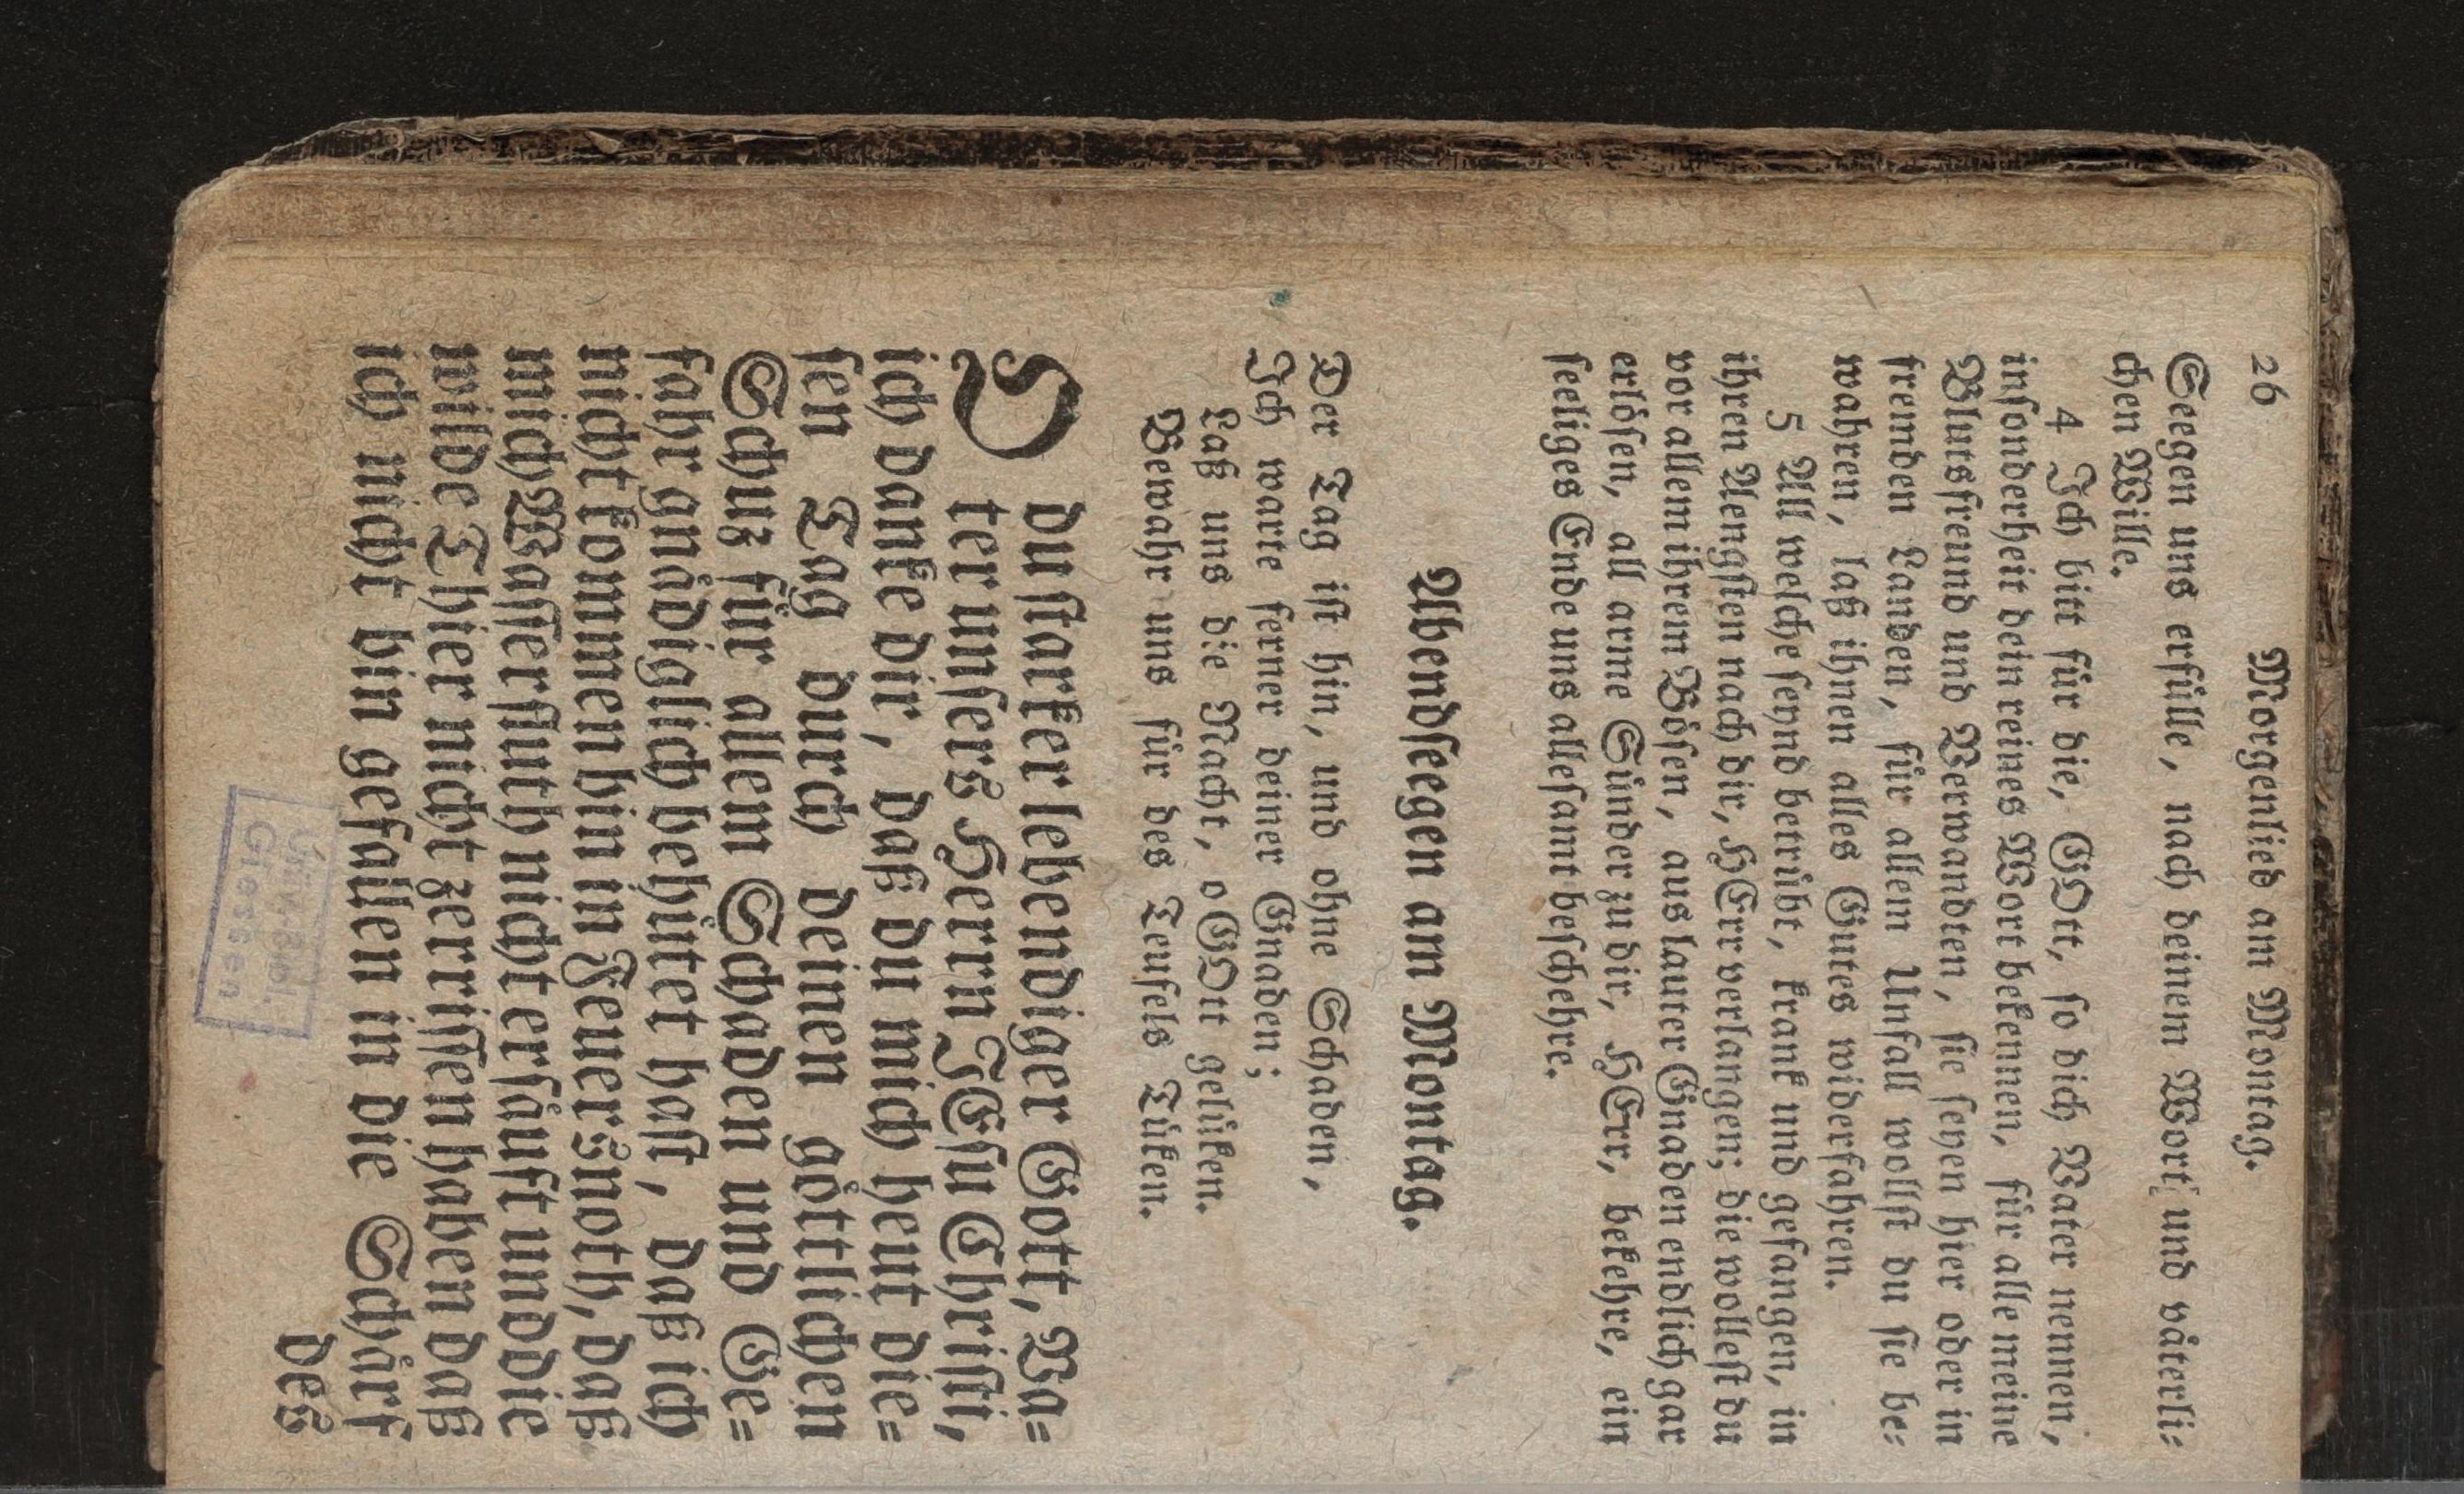 26 Morgenlied am Montag.
Seegen uns erfülle, nach deinem Wort und väterli-
chen Wille.
4 Ich bitt für die, GOtt, so dich Vater nennen,
insonderheit dein reines Wort bekennen, für alle meine
Blutsfreund und Verwandten, sie seyen hier oder in
fremden Landen, für allem Unfall wollst du sie be-
wahren, laß ihnen alles Gutes widerfahren.
5 All welche seynd betrübt, krank und gefangen, in
ihren Aengsten nach dir, HErr verlangen; die wollest du
vor allem ihrem Bösen, aus lauter Gnaden endlich gar
erlösen, all arme Sünder zu dir, HErr, bekehre, ein
seeliges Ende uns allesamt beschehre.
Abendseegen am Montag.
Der Tag ist hin, und ohne Schaden,
Ich warte ferner deiner Gnaden;
Laß uns die Nacht, o GOtt gelüken.
Bewahr uns für des Teufels Tüken.
O du starker lebendiger Gott, Va-
ter unsers Herrn JEsu Christi,
ich danke dir, daß du mich heut die-
sen Tag durch deinen göttlichen
Schuz für allem Schaden und Ge-
fahr gnädiglich behütet hast, daß ich
nicht kommen bin in Feuersnoth, daß
mich Wasserfluth nicht ersäuft und die
wilde Thier nicht zerrissen haben daß
ich nicht bin gefallen in die Schärf
des
Univ.-Bibl.
Giessen